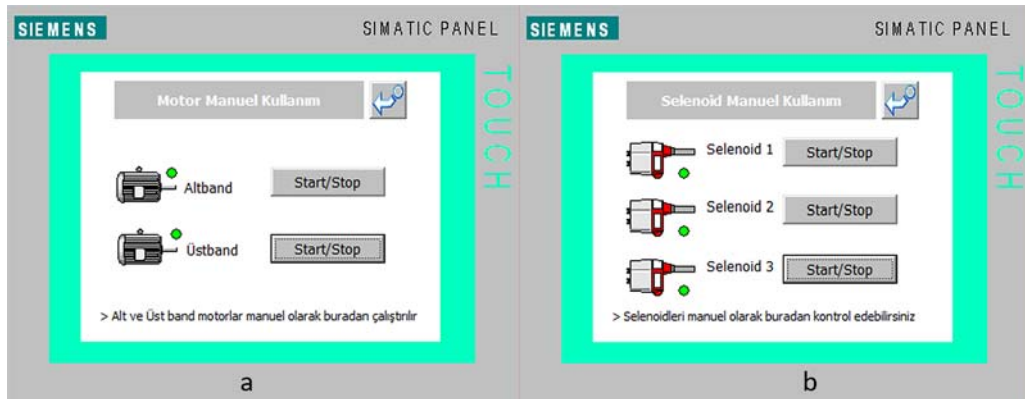 SIEMENS
SIMATIC PANEL
TOUCH
Motor Manuel Kullanım
Altband
Start/Stop
Üstband
Start/Stop
> Alt ve Üst band motorlar manuel olarak buradan çalıştırılır
a
SIEMENS
SIMATIC PANEL
TOUCH
Selenoid Manuel Kullanım
Selenoid 1
Start/Stop
Selenoid 2
Start/Stop
Selenoid 3
Start/Stop
> Selenoidleri manuel olarak buradan kontrol edebilirsiniz
b